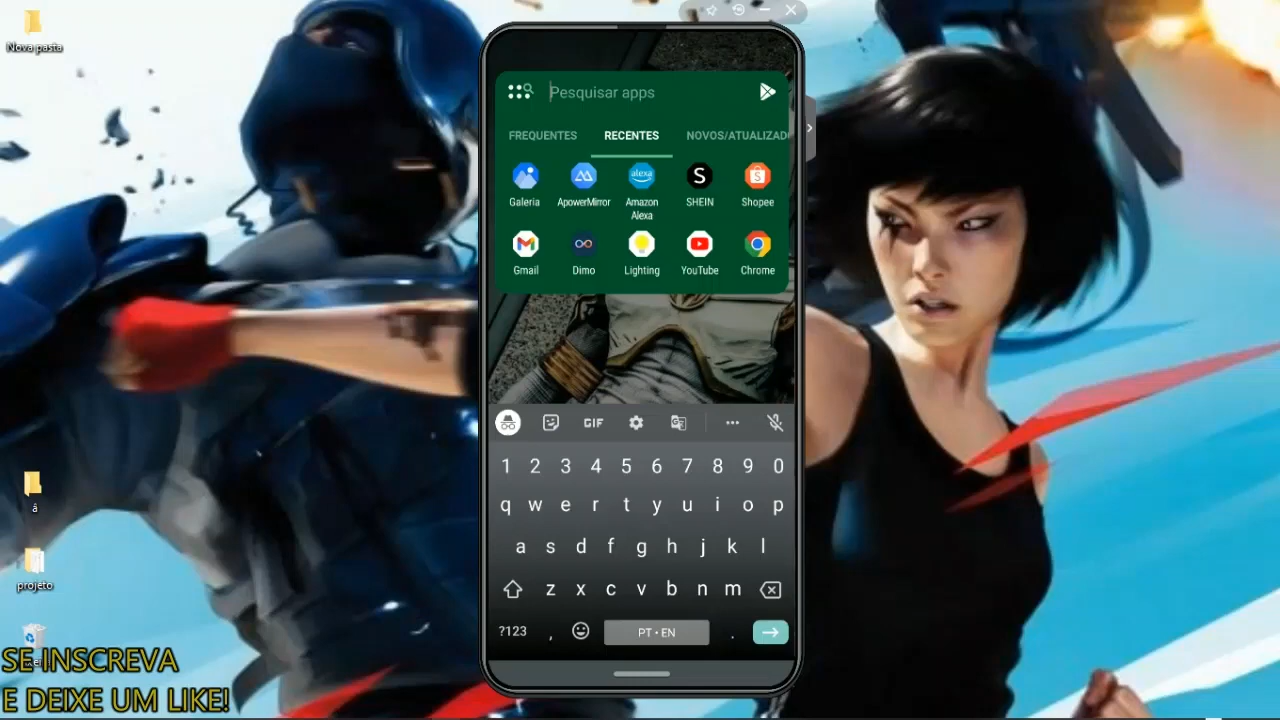 Nova pasta
Pesquisar apps
FREQUENTES RECENTES NOVOS/ATUALIZAD
alexa
S
S
Galeria ApowerMirror Amazon Alexa SHEIN Shopee
Gmail Dimo Lighting YouTube Chrome
GIF
1 2 3 4 5 6 7 8 9 0
q w e r t y u i o p
a s d f g h j k l
z x c v b n m
?123 , PT • EN .
â
projeto
SE INSCREVA
E DEIXE UM LIKE!